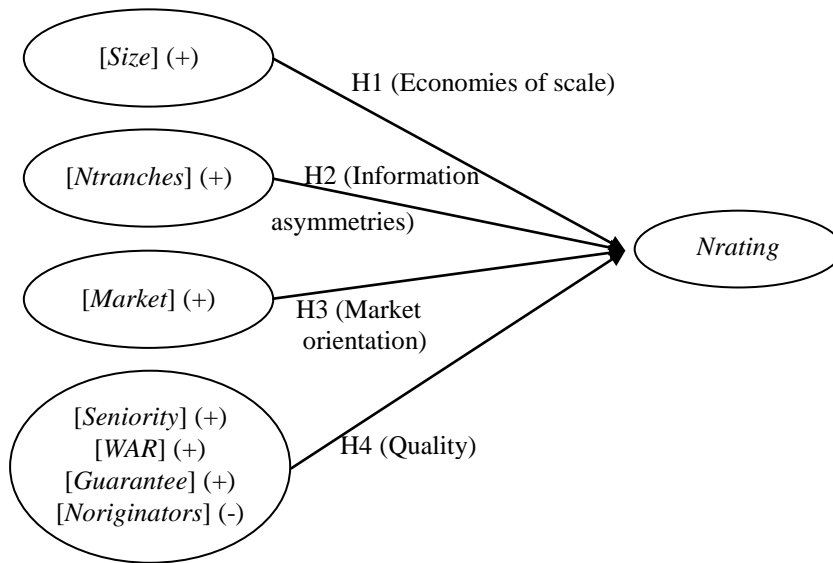 [Size] (+)
H1 (Economies of scale)
[Ntranches] (+)
H2 (Information
asymmetries)
Nrating
[Market] (+)
H3 (Market
orientation)
[Seniority] (+)
[WAR] (+)
[Guarantee] (+)
[Noriginators] (-)
H4 (Quality)